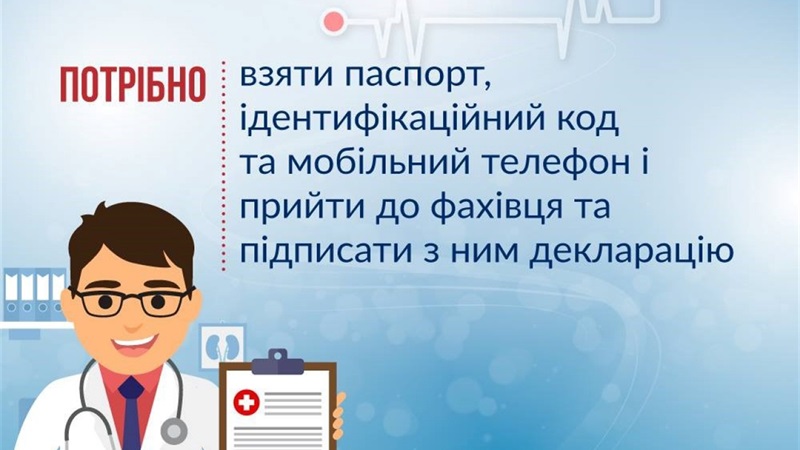 ПОТРІБНО
взяти паспорт,
ідентифікаційний код
та мобільний телефон і
прийти до фахівця та
підписати з ним декларацію